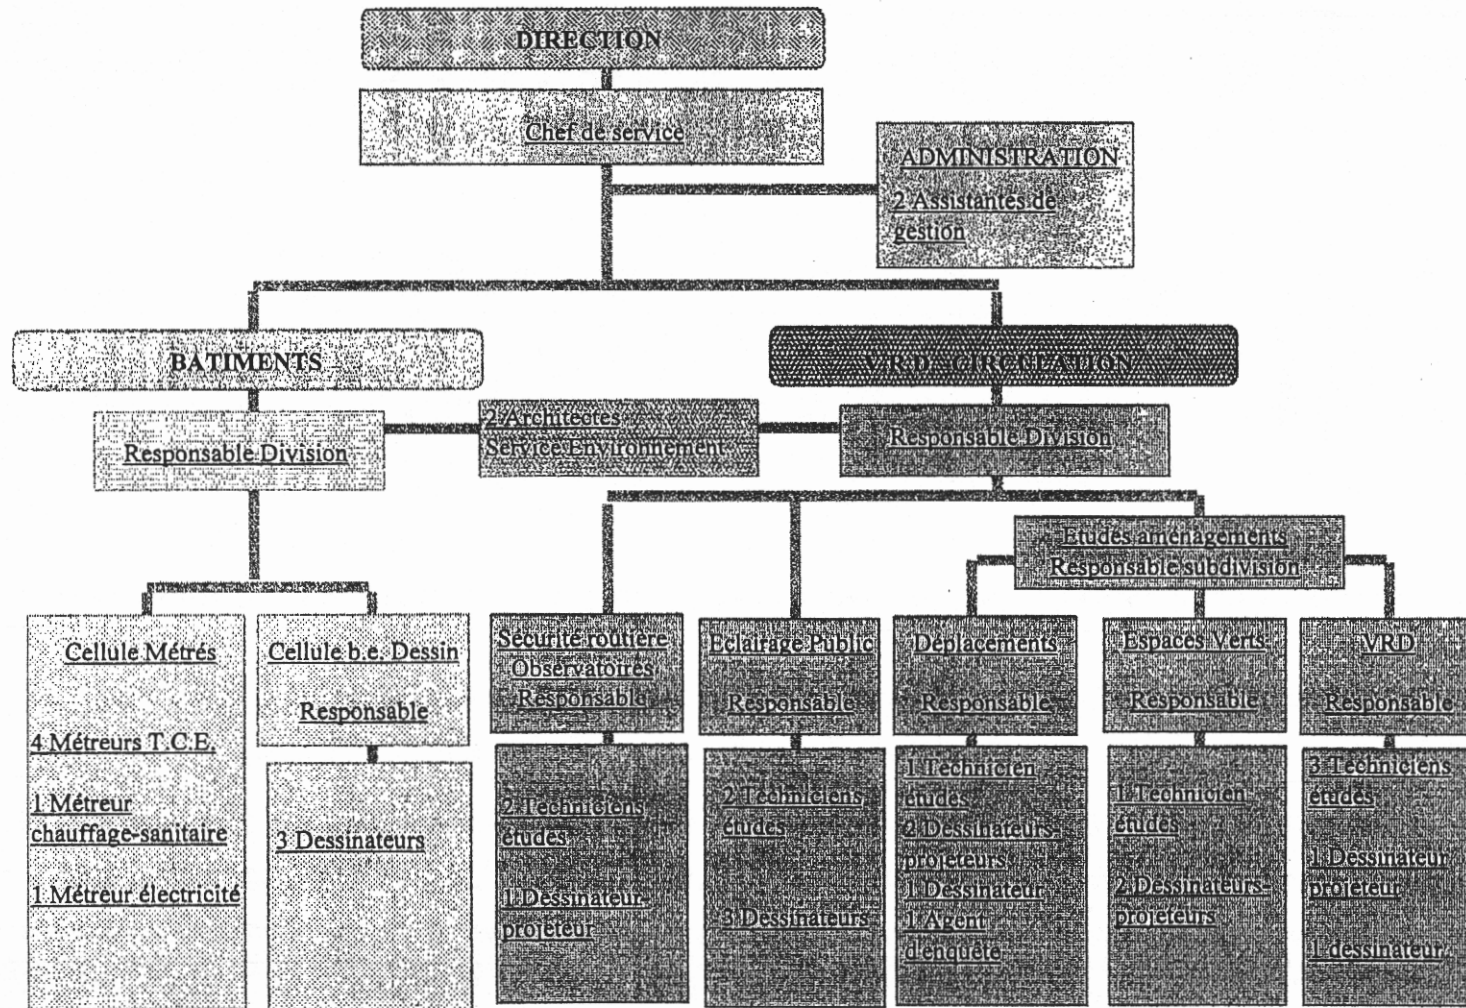 DIRECTION
Chef de service
ADMINISTRATION
2 Assistantes de
gestion
BATIMENTS
V.R.D - CIRCULATION
Responsable Division
2 Architectes
Service Environnement
Responsable Division
Etudes aménagements
Responsable subdivision
Cellule Métrés
4 Métreurs T.C.E.
1 Métreur
chauffage-sanitaire
1 Métreur électricité
Cellule b.e. Dessin
Responsable
3 Dessinateurs
Sécurité routière
Observatoires
Responsable
2 Techniciens
études
1 Dessinateur-
projeteur
Eclairage Public
Responsable
2 Techniciens
études
3 Dessinateurs
Déplacements
Responsable
1 Technicien
études
2 Dessinateurs-
projeteurs
1 Dessinateur
1 Agent
d'enquête
Espaces Verts
Responsable
1 Technicien
études
2 Dessinateurs-
projeteurs
VRD
Responsable
3 Techniciens
études
1 Dessinateur
projeteur
1 dessinateur